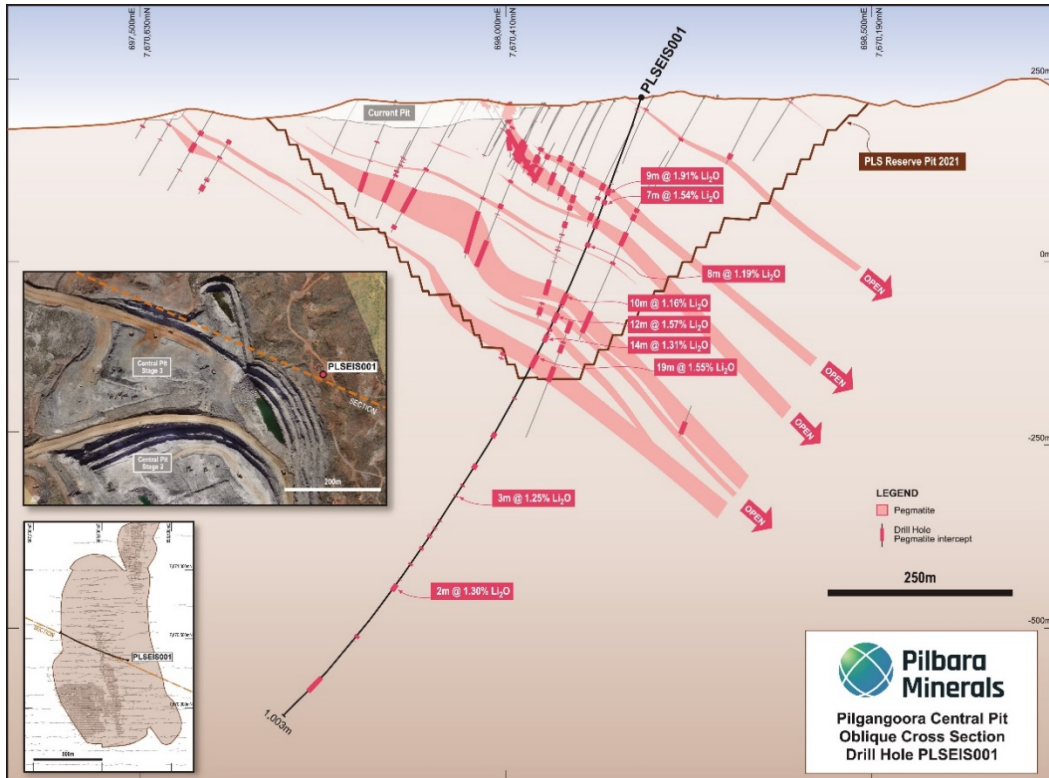 697,500mE
7,670,630mN
698,000mE
7,670,410mN
698,500mE
7,670,190mN
PLSEIS001
250m
250m
Current Pit
PLS Reserve Pit 2021
9m @ 1.91% Li₂O
7m @ 1.54% Li₂O
0m
0m
8m @ 1.19% Li₂O
OPEN
10m @ 1.16% Li₂O
12m @ 1.57% Li₂O
14m @ 1.31% Li₂O
19m @ 1.55% Li₂O
OPEN
OPEN
OPEN
Central Pit
Stage 3
PLSEIS001
SECTION
Central Pit
Stage 2
200m
-250m
-250m
3m @ 1.25% Li₂O
2m @ 1.30% Li₂O
LEGEND
Pegmatite
Drill Hole
Pegmatite intercept
250m
-500m
-500m
SECTION
PLSEIS001
1,003m
Pilbara
Minerals
Pilgangoora Central Pit
Oblique Cross Section
Drill Hole PLSEIS001